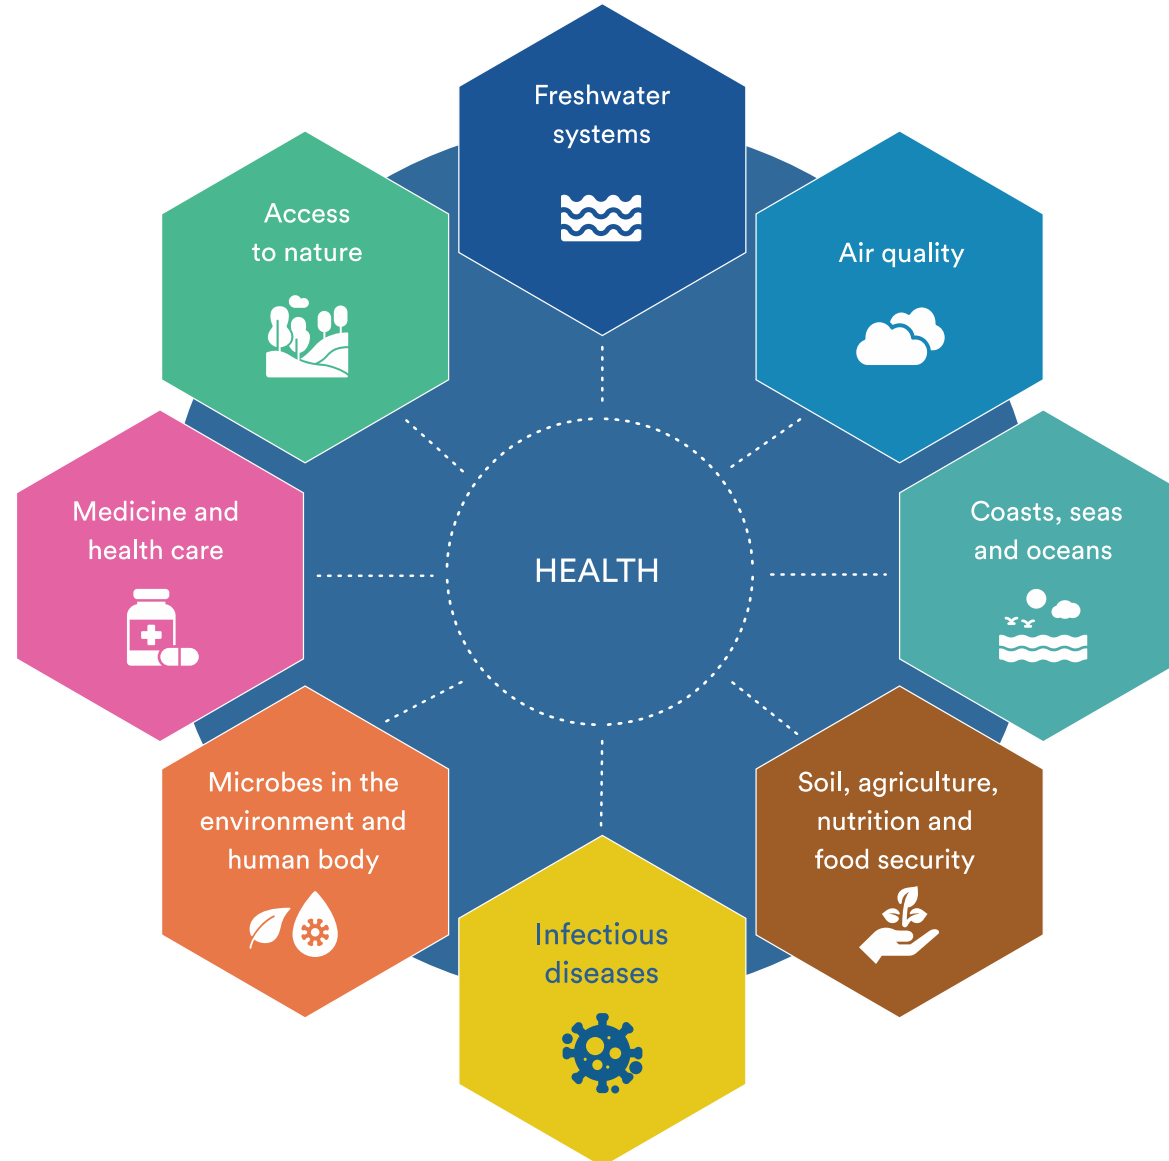 Freshwater
systems
Air quality
Coasts, seas
and oceans
Soil, agriculture,
nutrition and
food security
Infectious
diseases
Microbes in the
environment and
human body
Medicine and
health care
Access
to nature
HEALTH